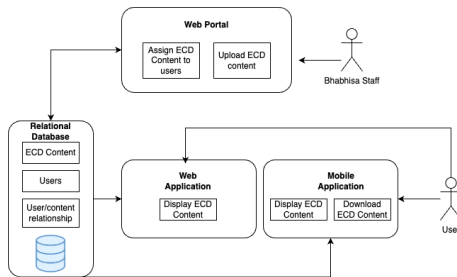 Web Portal
Assign ECD
Content to
users
Upload ECD
content
Bhabhisa Staff
Relational
Database
ECD Content
Users
User/content
relationship
Web
Application
Display ECD
Content
Mobile
Application
Display ECD
Content
Download
ECD Content
Use